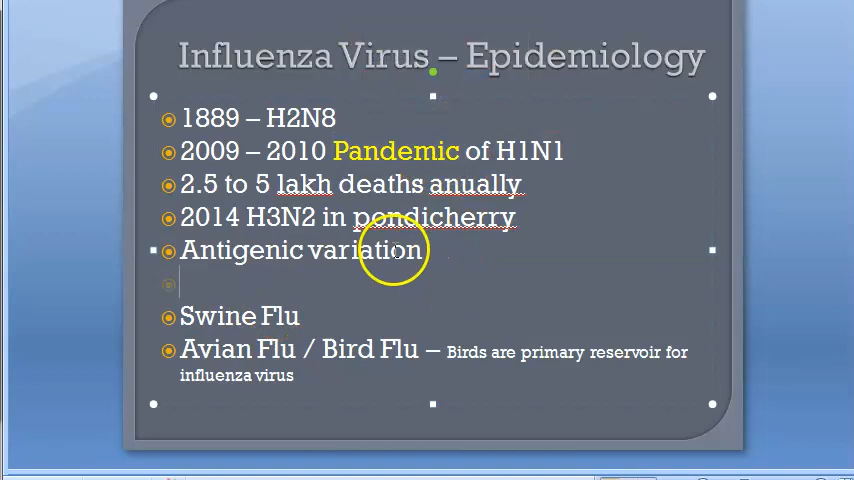 Influenza Virus – Epidemiology
1889 – H2N8
2009 – 2010 Pandemic of H1N1
2.5 to 5 lakh deaths anually
2014 H3N2 in pondicherry
Antigenic variation
Swine Flu
Avian Flu / Bird Flu – Birds are primary reservoir for
influenza virus